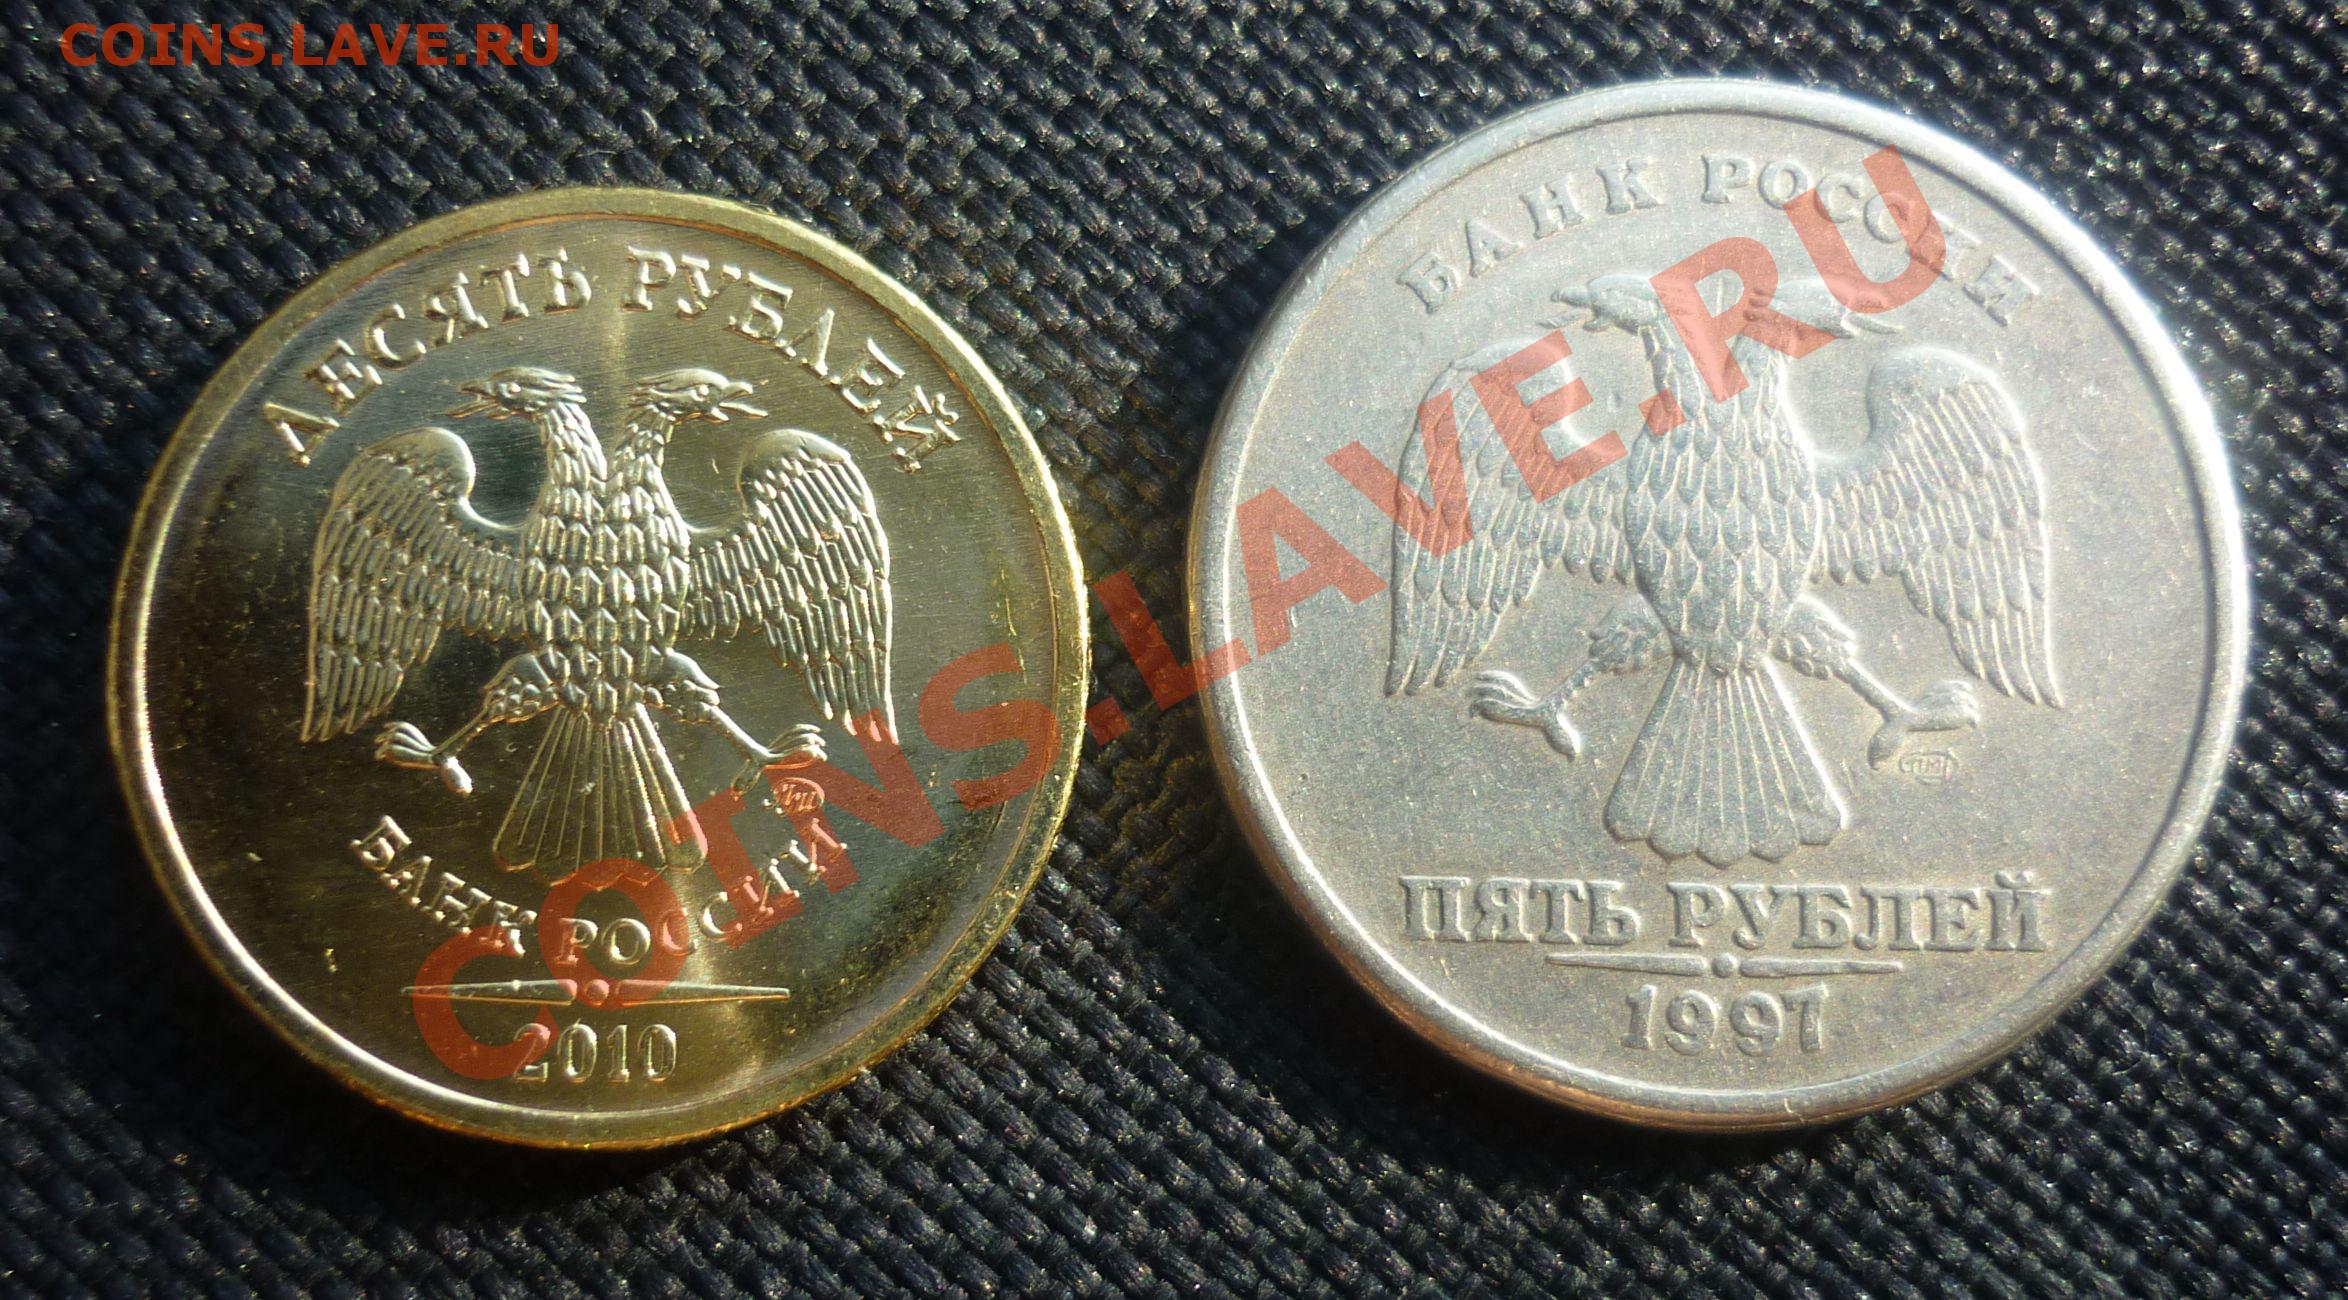 COINS.LAVE.RU
ДЕСЯТЬ РУБЛЕЙ
БАНК РОССИИ
2010
БАНК РОССИИ
ПЯТЬ РУБЛЕЙ
1997
COINS.LAVE.RU